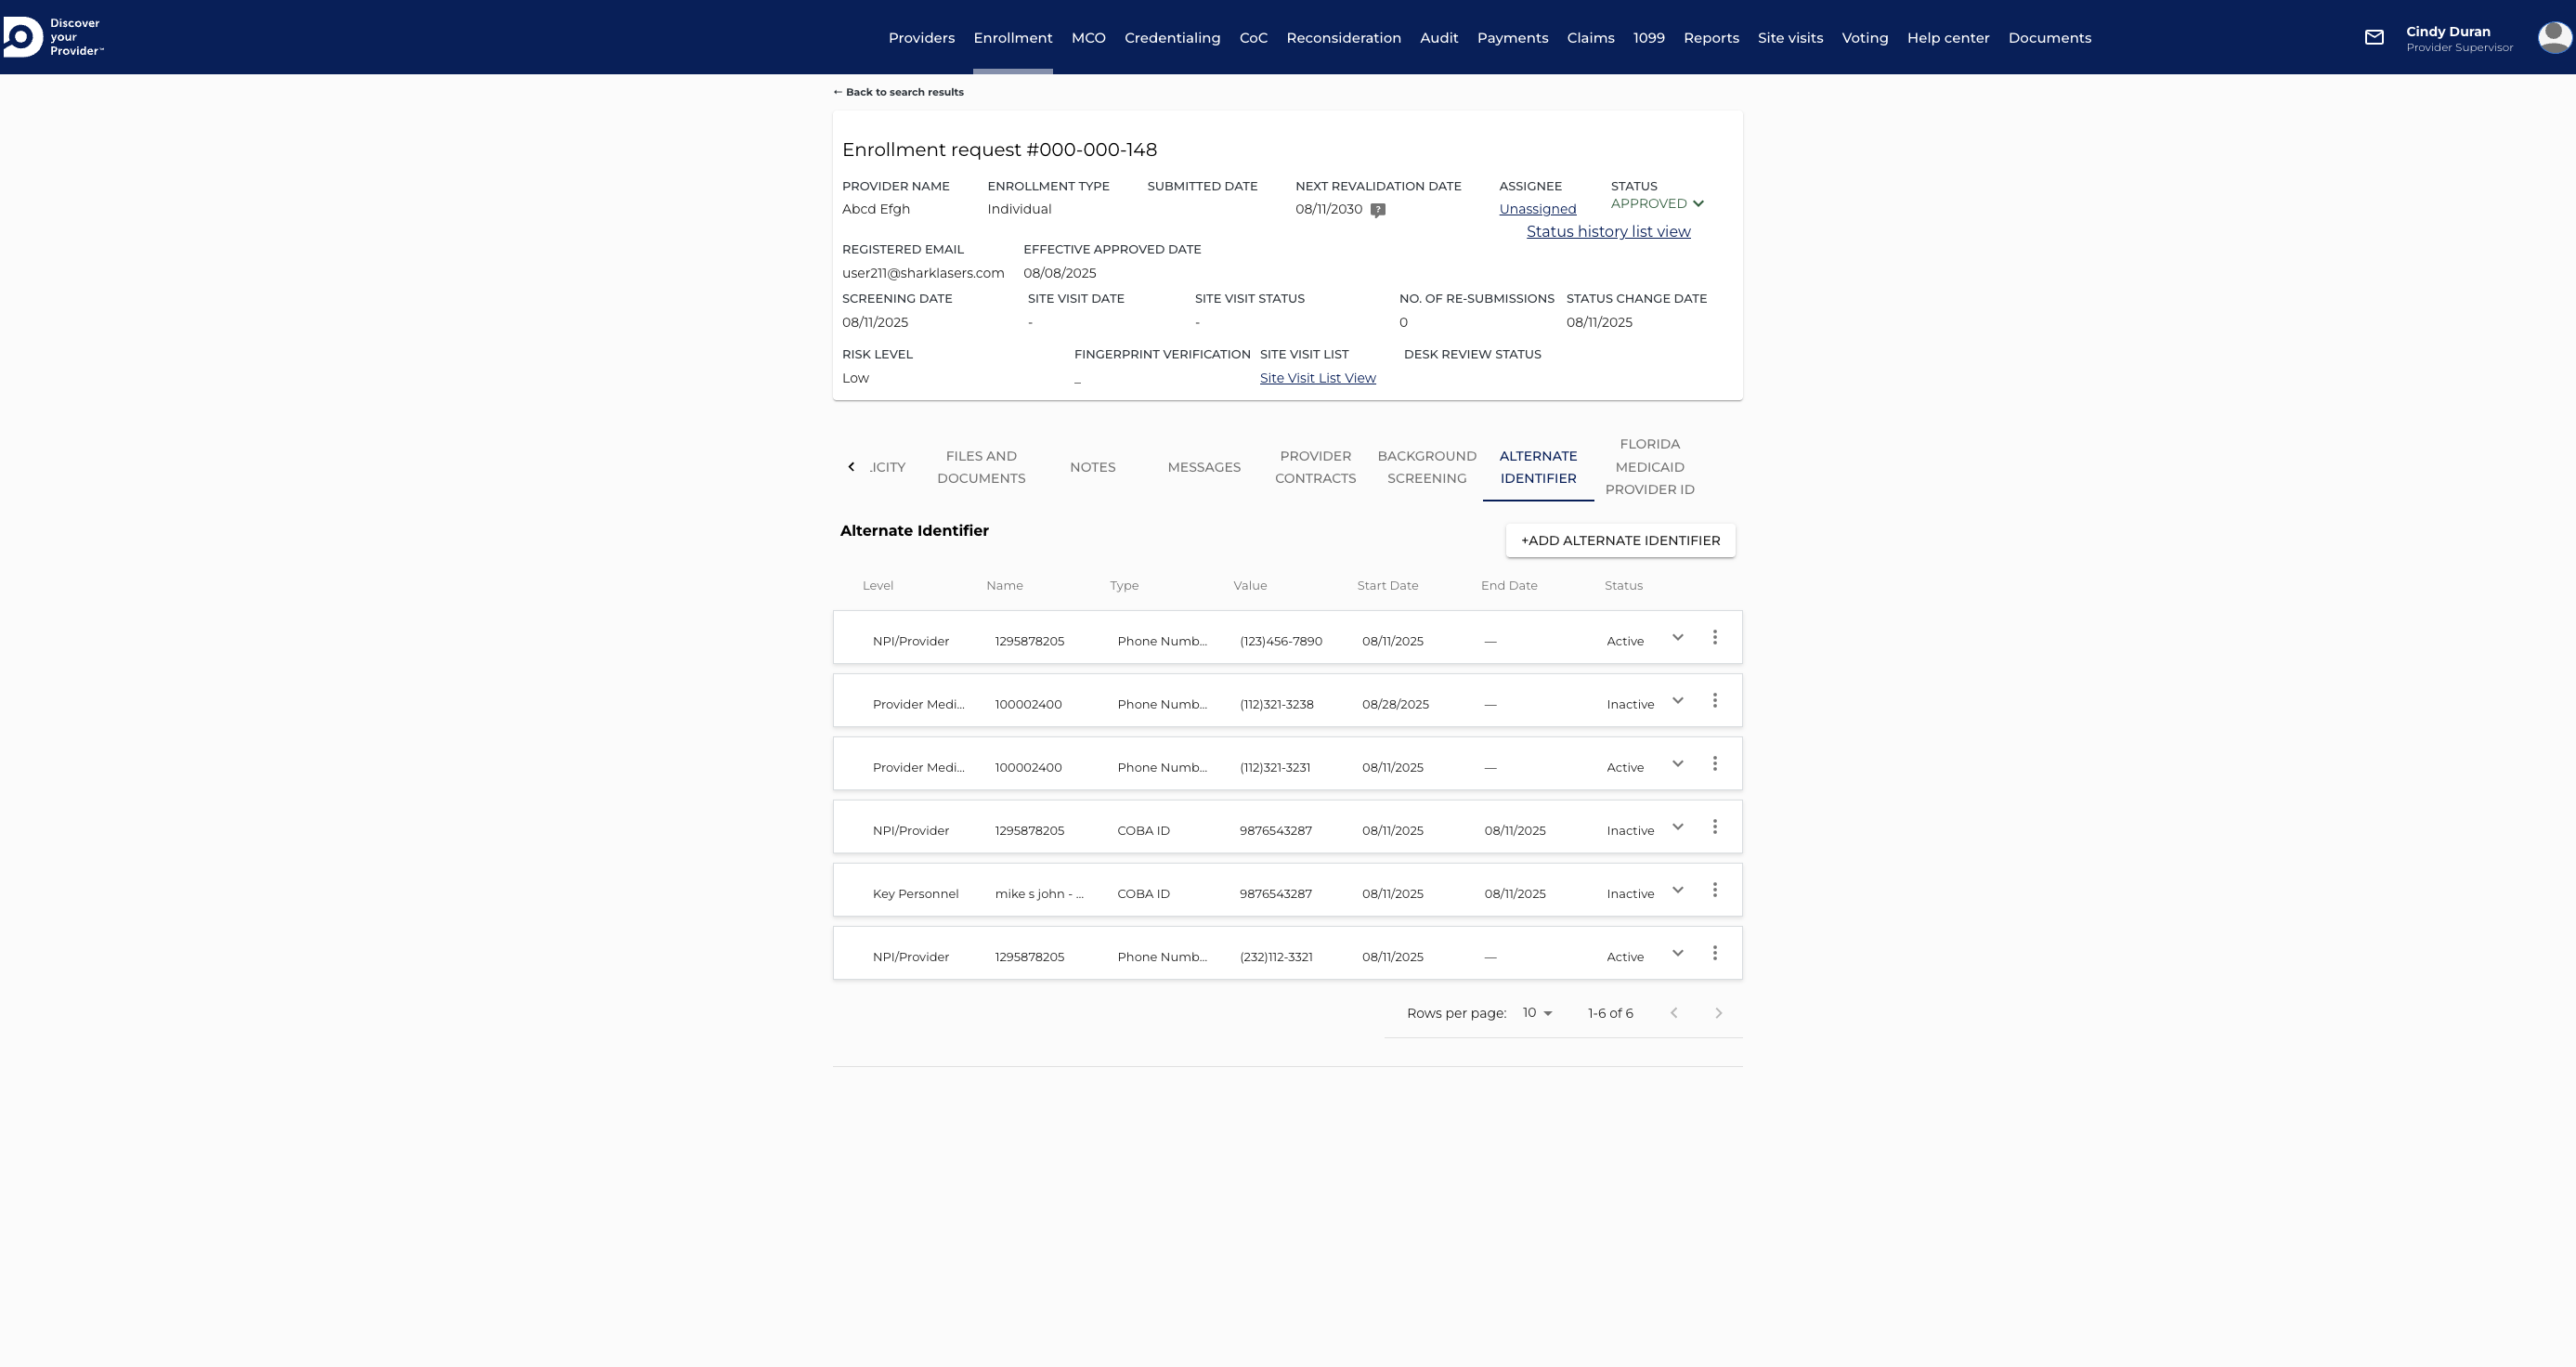 Discover
your
Provider™
Providers Enrollment MCO Credentialing CoC Reconsideration Audit Payments Claims 1099 Reports Site visits Voting Help center Documents
Cindy Duran
Provider Supervisor
← Back to search results
Enrollment request #000-000-148
PROVIDER NAME ENROLLMENT TYPE SUBMITTED DATE NEXT REVALIDATION DATE ASSIGNEE STATUS
Abcd Efgh Individual 08/11/2030 Unassigned APPROVED
Status history list view
REGISTERED EMAIL EFFECTIVE APPROVED DATE
user211@sharklasers.com 08/08/2025
SCREENING DATE SITE VISIT DATE SITE VISIT STATUS NO. OF RE-SUBMISSIONS STATUS CHANGE DATE
08/11/2025 - - 0 08/11/2025
RISK LEVEL FINGERPRINT VERIFICATION SITE VISIT LIST DESK REVIEW STATUS
Low _ Site Visit List View
.ICITY
FILES AND
DOCUMENTS
NOTES
MESSAGES
PROVIDER
CONTRACTS
BACKGROUND
SCREENING
ALTERNATE
IDENTIFIER
FLORIDA
MEDICAID
PROVIDER ID
Alternate Identifier
+ADD ALTERNATE IDENTIFIER
Level Name Type Value Start Date End Date Status
NPI/Provider 1295878205 Phone Numb... (123)456-7890 08/11/2025 — Active
Provider Medi... 100002400 Phone Numb... (112)321-3238 08/28/2025 — Inactive
Provider Medi... 100002400 Phone Numb... (112)321-3231 08/11/2025 — Active
NPI/Provider 1295878205 COBA ID 9876543287 08/11/2025 08/11/2025 Inactive
Key Personnel mike s john - ... COBA ID 9876543287 08/11/2025 08/11/2025 Inactive
NPI/Provider 1295878205 Phone Numb... (232)112-3321 08/11/2025 — Active
Rows per page: 10 1-6 of 6